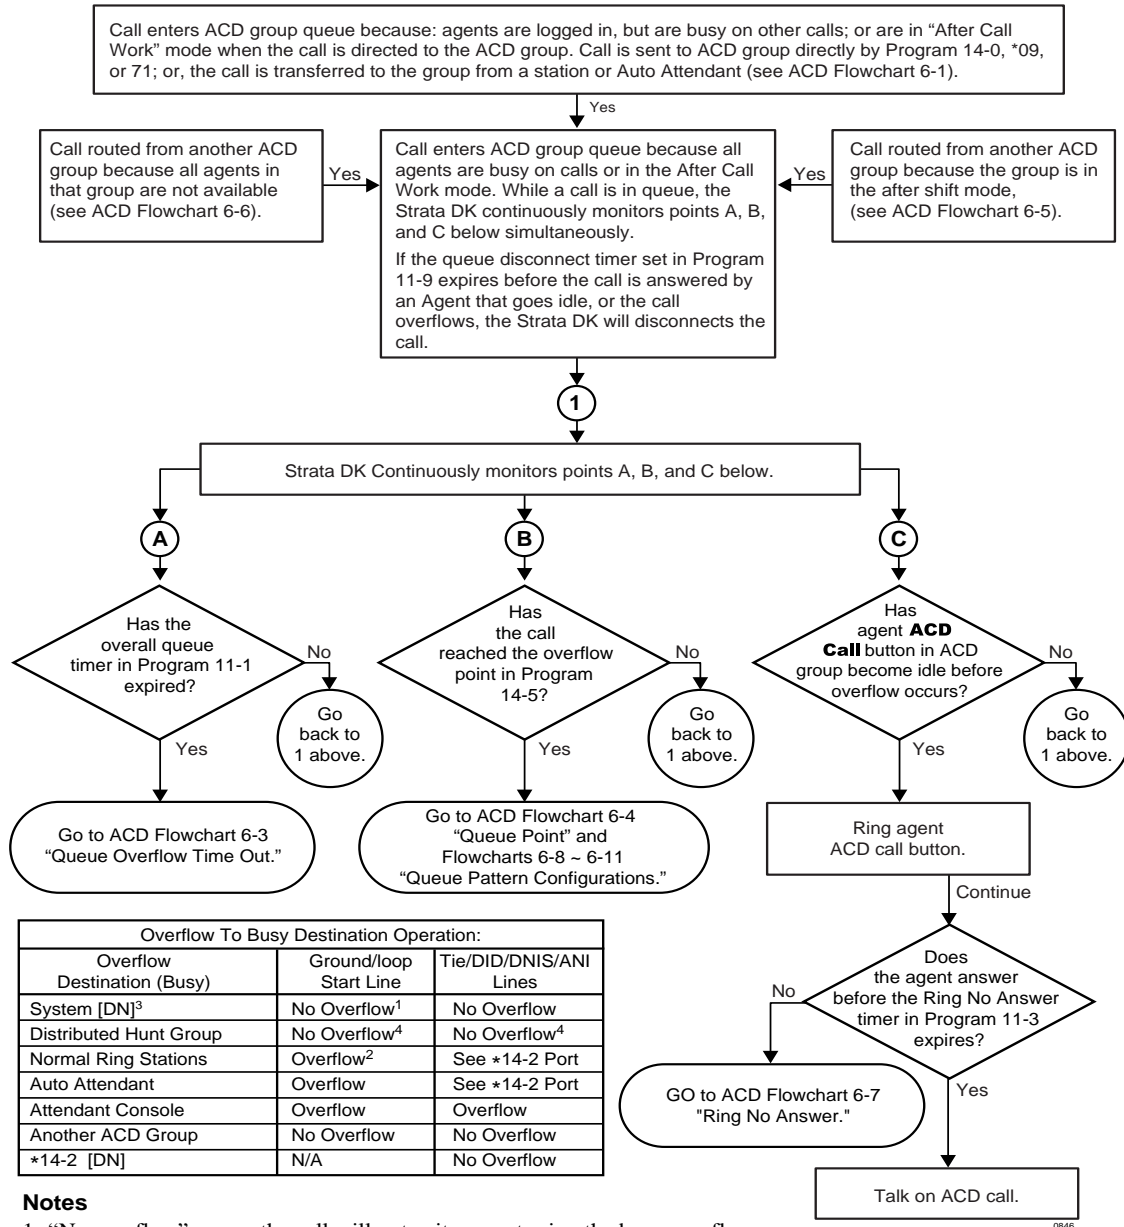 Call enters ACD group queue because: agents are logged in, but are busy on other calls; or are in “After Call
Work” mode when the call is directed to the ACD group. Call is sent to ACD group directly by Program 14-0, *09,
or 71; or, the call is transferred to the group from a station or Auto Attendant (see ACD Flowchart 6-1).
Yes
Call routed from another ACD
group because all agents in
that group are not available
(see ACD Flowchart 6-6).
Yes
Call enters ACD group queue because all
agents are busy on calls or in the After Call
Work mode. While a call is in queue, the
Strata DK continuously monitors points A, B,
and C below simultaneously.
If the queue disconnect timer set in Program
11-9 expires before the call is answered by
an Agent that goes idle, or the call
overflows, the Strata DK will disconnects the
call.
Yes
Call routed from another ACD
group because the group is in
the after shift mode,
(see ACD Flowchart 6-5).
1
Strata DK Continuously monitors points A, B, and C below.
A
B
C
Has the
overall queue
timer in Program 11-1
expired?
No
Go
back to
1 above.
Yes
Go to ACD Flowchart 6-3
“Queue Overflow Time Out.”
Has
the call
reached the overflow
point in Program
14-5?
No
Go
back to
1 above.
Yes
Go to ACD Flowchart 6-4
“Queue Point” and
Flowcharts 6-8 ~ 6-11
“Queue Pattern Configurations.”
Has
agent ACD
Call button in ACD
group become idle before
overflow occurs?
No
Go
back to
1 above.
Yes
Ring agent
ACD call button.
Continue
Does
the agent answer
before the Ring No Answer
timer in Program 11-3
expires?
No
GO to ACD Flowchart 6-7
"Ring No Answer."
Yes
Talk on ACD call.
Overflow To Busy Destination Operation:
Overflow Destination (Busy) Ground/loop Start Line Tie/DID/DNIS/ANI Lines
System [DN]3 No Overflow1 No Overflow
Distributed Hunt Group No Overflow4 No Overflow4
Normal Ring Stations Overflow2 See *14-2 Port
Auto Attendant Overflow See *14-2 Port
Attendant Console Overflow Overflow
Another ACD Group No Overflow No Overflow
*14-2 [DN] N/A No Overflow
Notes
0846